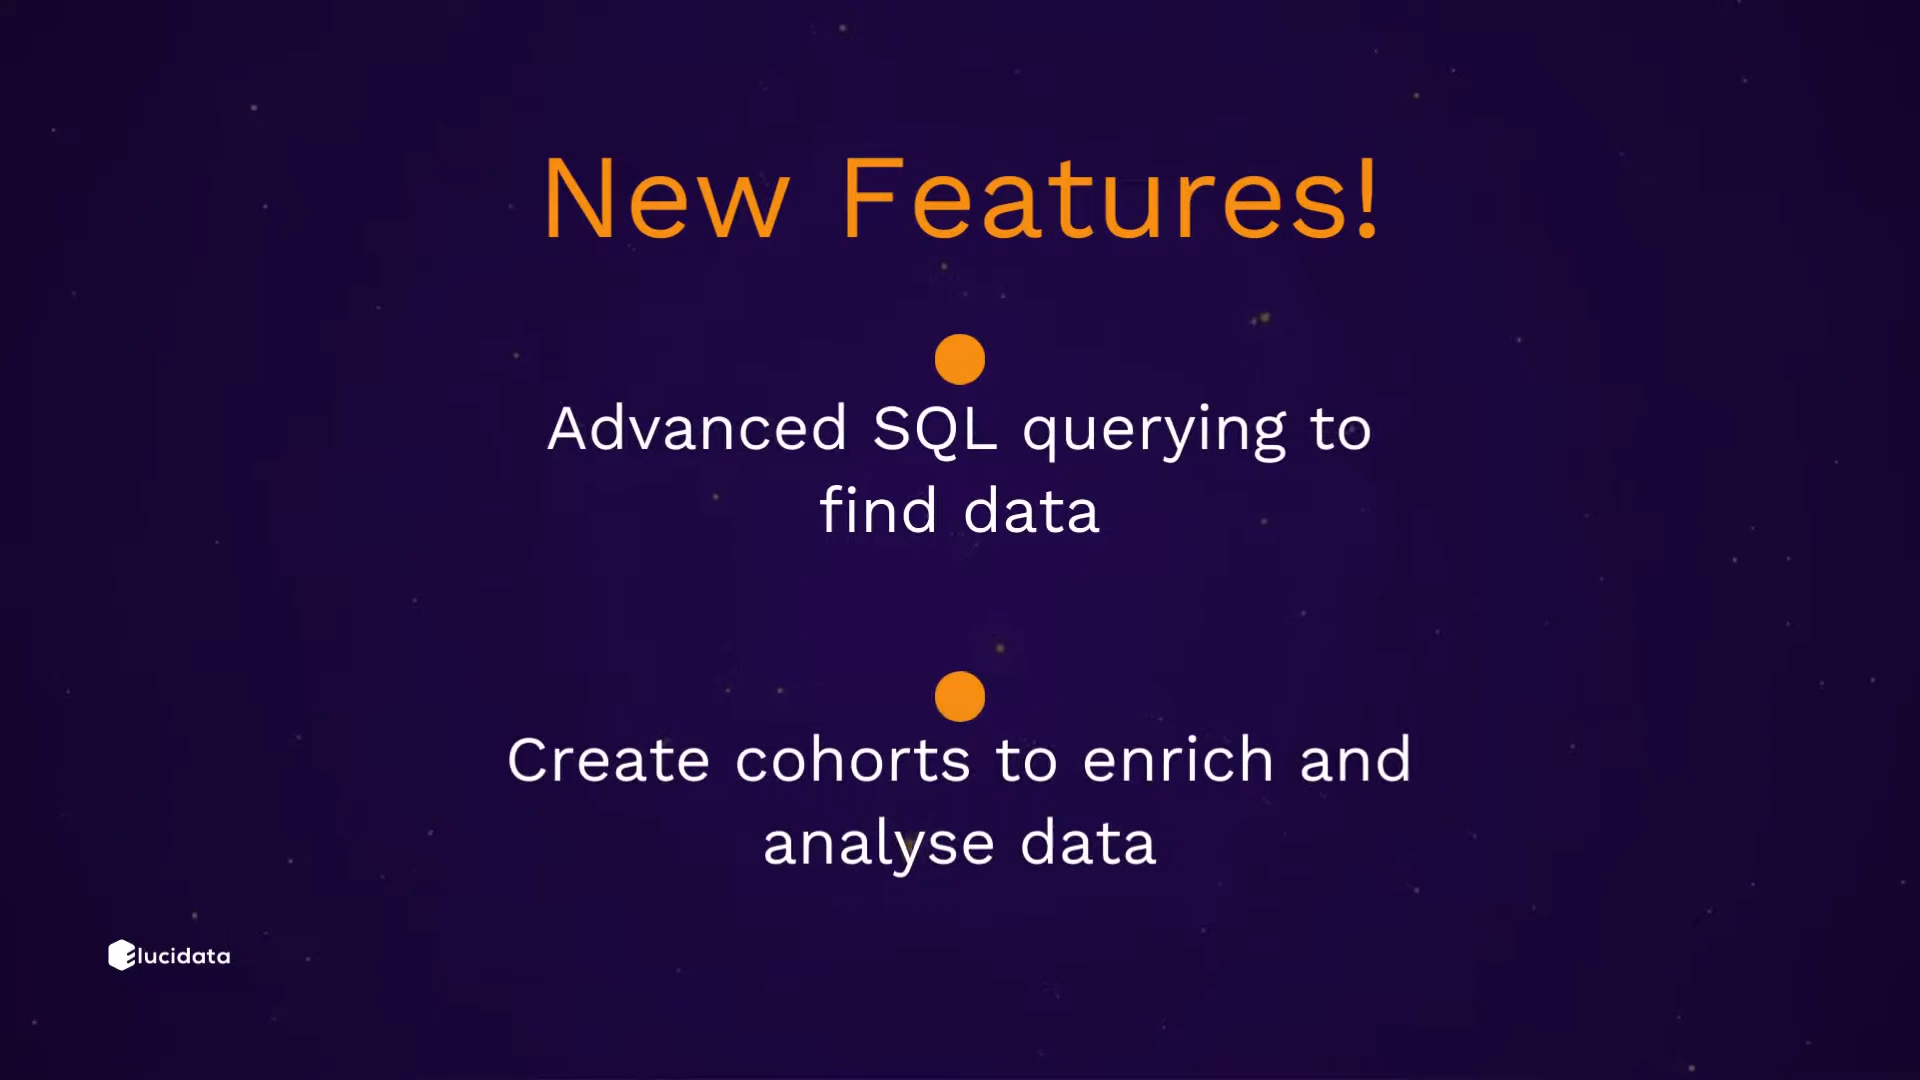 New Features!
Advanced SQL querying to
find data
Create cohorts to enrich and
analyse data
Elucidata